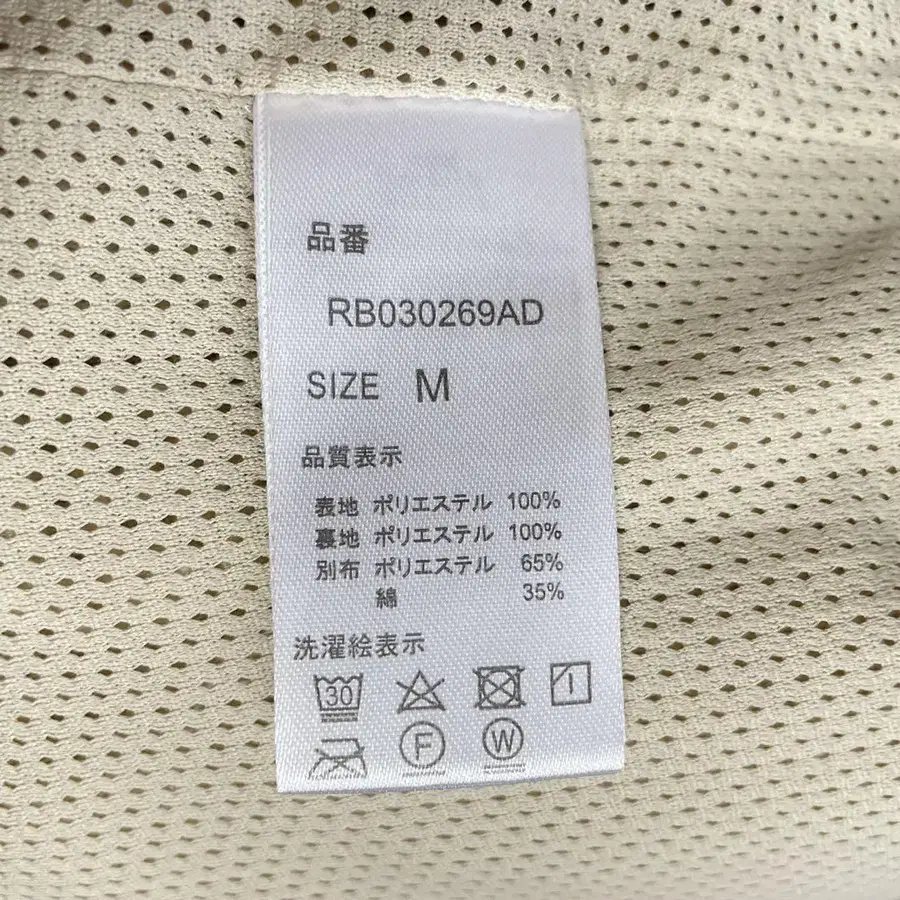 品番
RB030269AD
SIZE M
品質表示
表地 ポリエステル 100%
裏地 ポリエステル 100%
別布 ポリエステル 65%
綿 35%
洗濯絵表示
30
F W